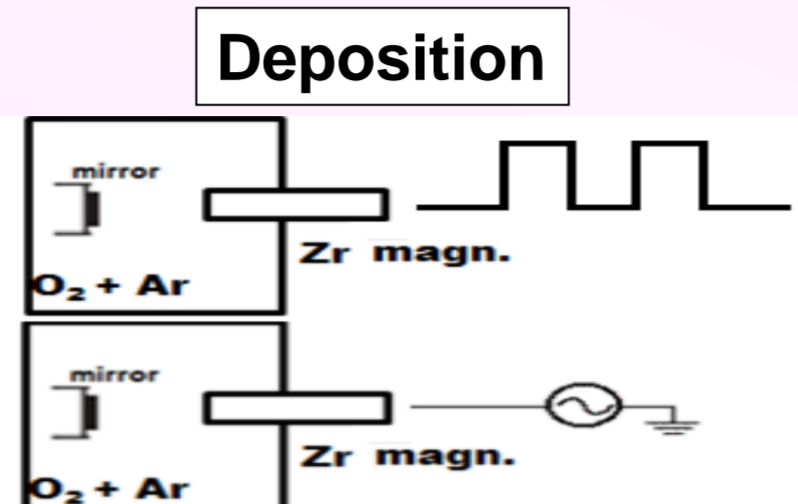 Deposition
mirror
Zr magn.
O₂ + Ar
mirror
Zr magn.
O₂ + Ar